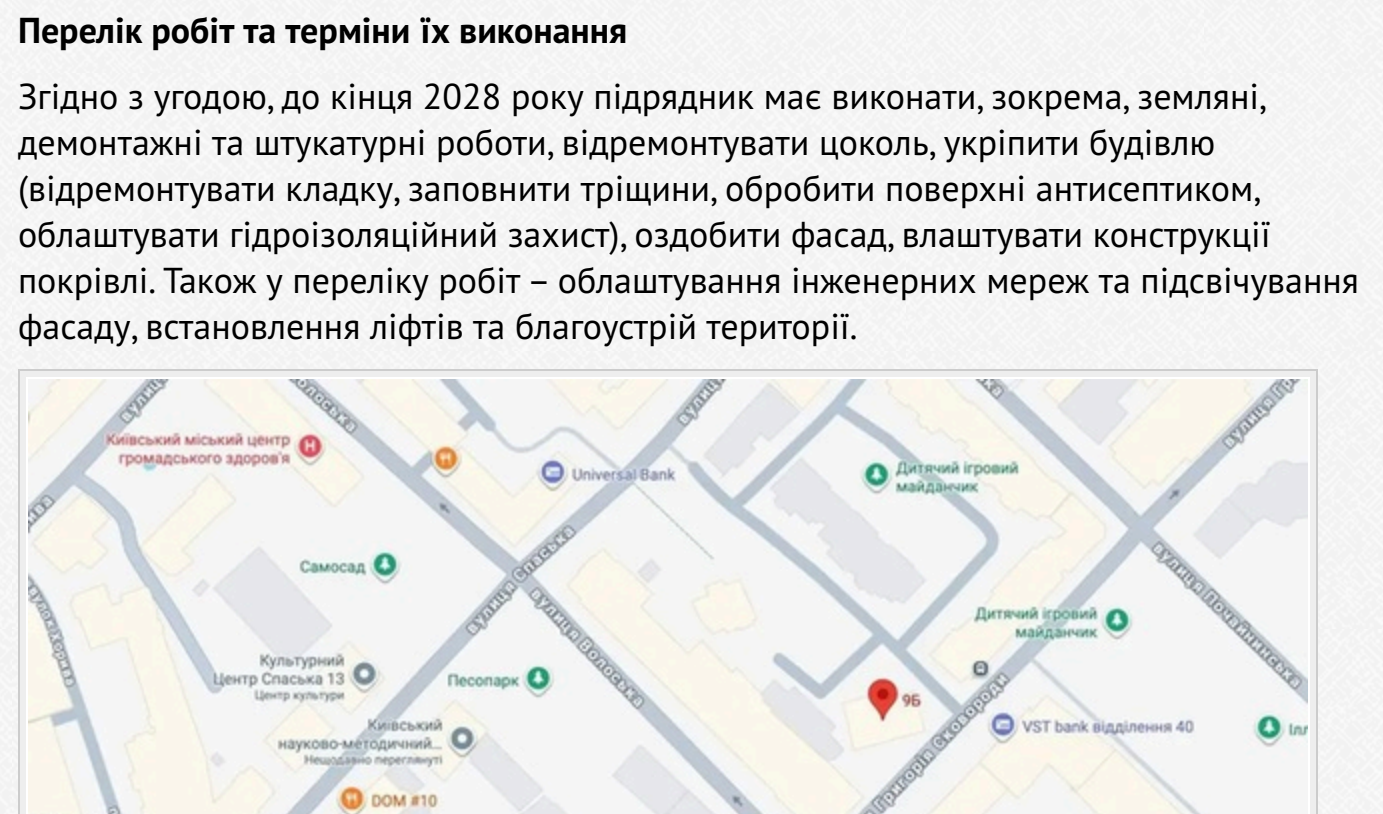 Перелік робіт та терміни їх виконання
Згідно з угодою, до кінця 2028 року підрядник має виконати, зокрема, земляні,
демонтажні та штукатурні роботи, відремонтувати цоколь, укріпити будівлю
(відремонтувати кладку, заповнити тріщини, обробити поверхні антисептиком,
облаштувати гідроізоляційний захист), оздобити фасад, влаштувати конструкції
покрівлі. Також у переліку робіт – облаштування інженерних мереж та підсвічування
фасаду, встановлення ліфтів та благоустрій території.
Київський міський центр
громадського здоров'я
Universal Bank
Дитячий ігровий
майданчик
Самосад
вулиця Спаська
вулиця Волоська
вулиця Почайнинська
Дитячий ігровий
майданчик
Культурний
Центр Спаська 13
Центр культури
Песопарк
9Б
VST bank відділення 40
Київський
науково-методичний...
Нещодавно переглянуті
Григорія Сковороди
DOM #10